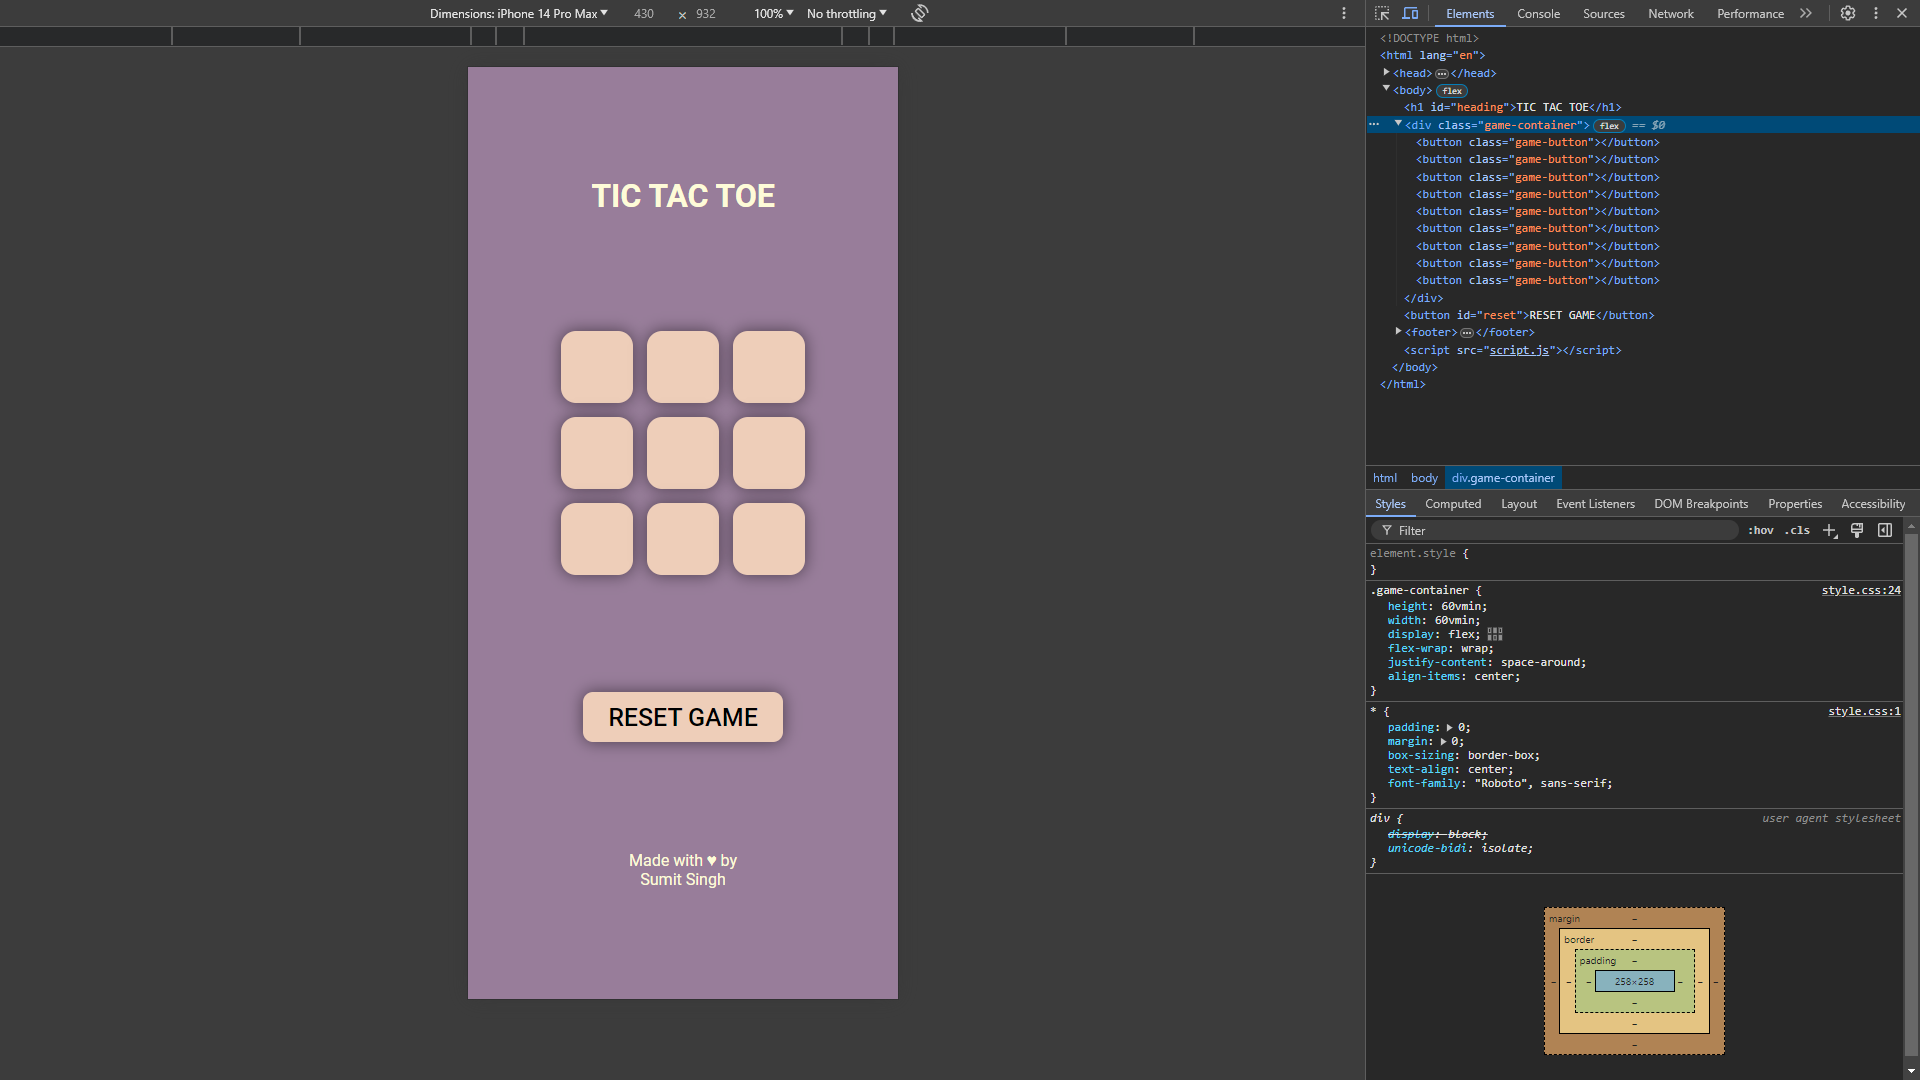 Dimensions: iPhone 14 Pro Max 430 × 932 100% No throttling
TIC TAC TOE
RESET GAME
Made with ♥ by
Sumit Singh
Elements Console Sources Network Performance
<!DOCTYPE html>
<html lang="en">
<head> </head>
<body> flex
<h1 id="heading">TIC TAC TOE</h1>
<div class="game-container"> flex == $0
<button class="game-button"></button>
<button class="game-button"></button>
<button class="game-button"></button>
<button class="game-button"></button>
<button class="game-button"></button>
<button class="game-button"></button>
<button class="game-button"></button>
<button class="game-button"></button>
<button class="game-button"></button>
</div>
<button id="reset">RESET GAME</button>
<footer> </footer>
<script src="script.js"></script>
</body>
</html>
html body div.game-container
Styles Computed Layout Event Listeners DOM Breakpoints Properties Accessibility
Filter :hov .cls
element.style {
}
.game-container { style.css:24
height: 60vmin;
width: 60vmin;
display: flex;
flex-wrap: wrap;
justify-content: space-around;
align-items: center;
}
* { style.css:1
padding: 0;
margin: 0;
box-sizing: border-box;
text-align: center;
font-family: "Roboto", sans-serif;
}
div { user agent stylesheet
display: block;
unicode-bidi: isolate;
}
margin –
border –
padding –
– – – 258×258 – – –
–
–
–